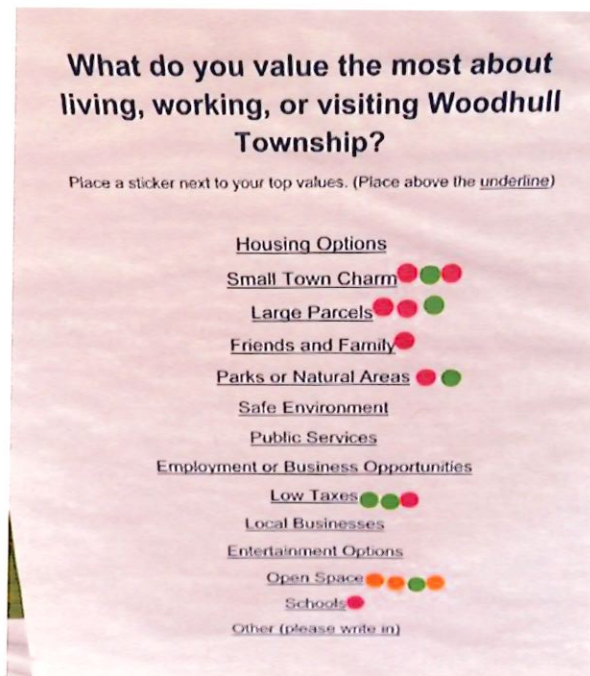 What do you value the most about
living, working, or visiting Woodhull
Township?
Place a sticker next to your top values. (Place above the underline)
Housing Options
Small Town Charm
Large Parcels
Friends and Family
Parks or Natural Areas
Safe Environment
Public Services
Employment or Business Opportunities
Low Taxes
Local Businesses
Entertainment Options
Open Space
Schools
Other (please write in)